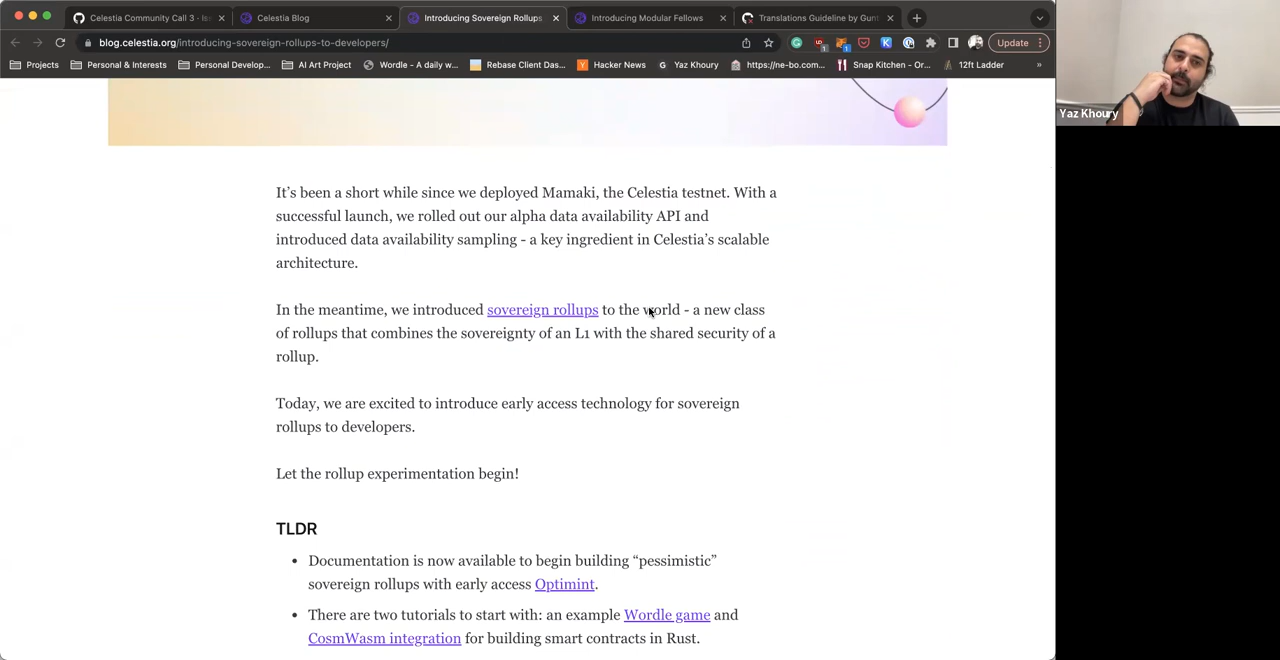 Celestia Community Call 3 · Iss
Celestia Blog
Introducing Sovereign Rollups
Introducing Modular Fellows
Translations Guideline by Gunt
blog.celestia.org/introducing-sovereign-rollups-to-developers/
Update
Projects
Personal & Interests
Personal Develop...
AI Art Project
Wordle - A daily w...
Rebase Client Das...
Hacker News
Yaz Khoury
https://ne-bo.com...
Snap Kitchen - Or...
12ft Ladder
»
Yaz Khoury
It's been a short while since we deployed Mamaki, the Celestia testnet. With a
successful launch, we rolled out our alpha data availability API and
introduced data availability sampling - a key ingredient in Celestia's scalable
architecture.
In the meantime, we introduced sovereign rollups to the world - a new class
of rollups that combines the sovereignty of an L1 with the shared security of a
rollup.
Today, we are excited to introduce early access technology for sovereign
rollups to developers.
Let the rollup experimentation begin!
TLDR
• Documentation is now available to begin building “pessimistic”
sovereign rollups with early access Optimint.
• There are two tutorials to start with: an example Wordle game and
CosmWasm integration for building smart contracts in Rust.